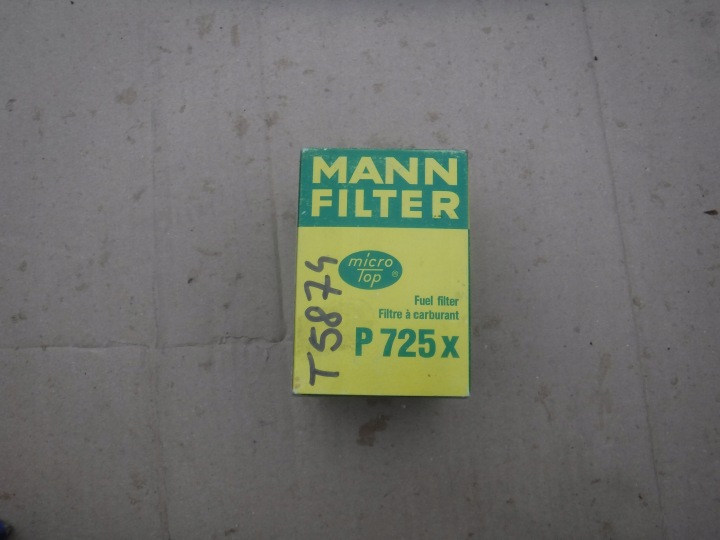 MANN
FILTER
micro
Top ®
Fuel filter
Filtre à carburant
P 725 x
T5874